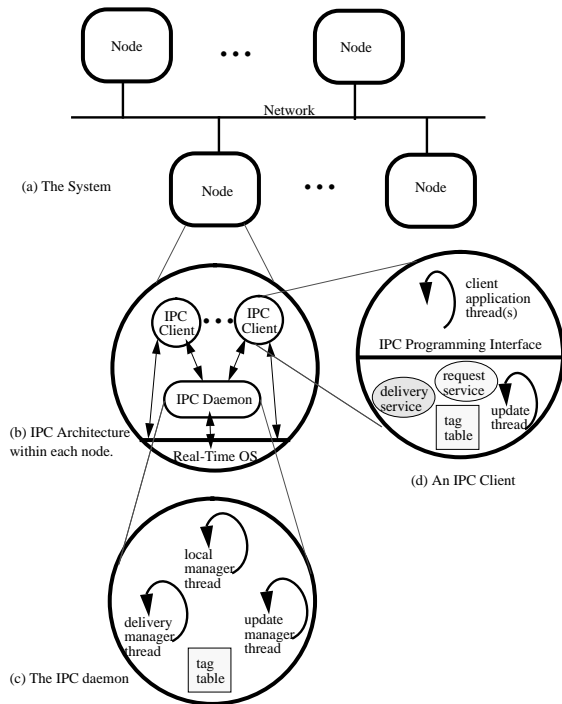 Node
Node
Network
Node
Node
(a) The System
IPC
Client
IPC
Client
IPC Daemon
Real-Time OS
(b) IPC Architecture
within each node.
client
application
thread(s)
IPC Programming Interface
request
service
delivery
service
tag
table
update
thread
(d) An IPC Client
local
manager
thread
delivery
manager
thread
update
manager
thread
tag
table
(c) The IPC daemon